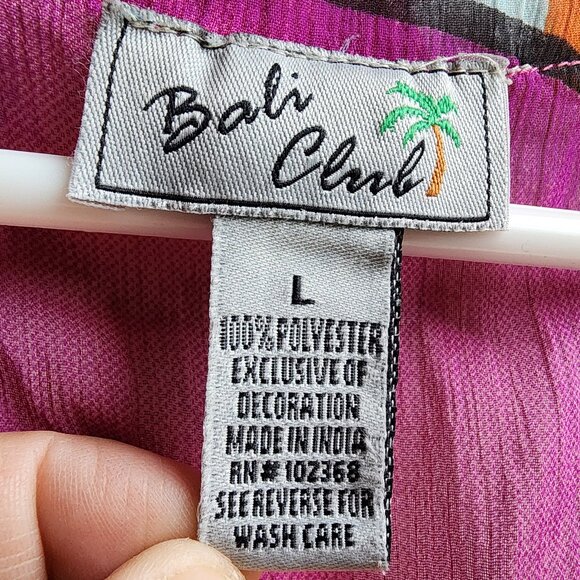 Bali
Club
L
100% POLYESTER
EXCLUSIVE OF
DECORATION
MADE IN INDIA
RN # 102368
SEE REVERSE FOR
WASH CARE